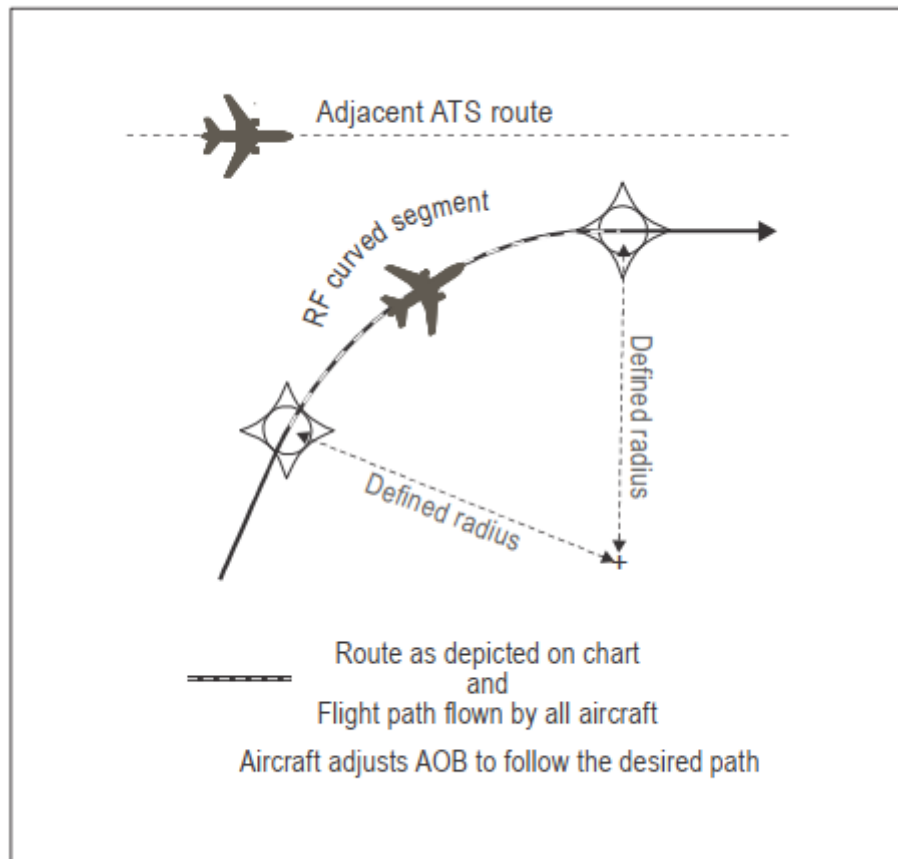 Adjacent ATS route
RF curved segment
Defined radius
Defined radius
Route as depicted on chart
and
Flight path flown by all aircraft
Aircraft adjusts AOB to follow the desired path